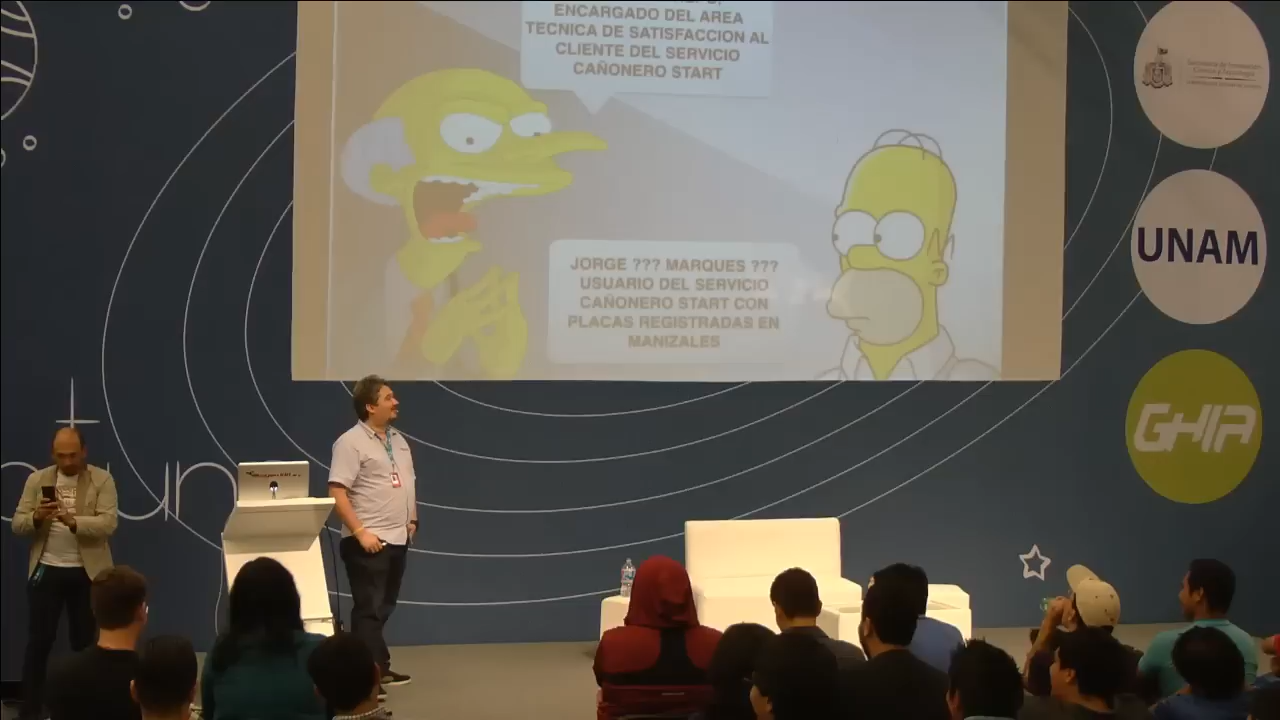 ENCARGADO DEL AREA
TECNICA DE SATISFACCION AL
CLIENTE DEL SERVICIO
CAÑONERO START
JORGE ??? MARQUES ???
USUARIO DEL SERVICIO
CAÑONERO START CON
PLACAS REGISTRADAS EN
MANIZALES
UNAM
GHIA